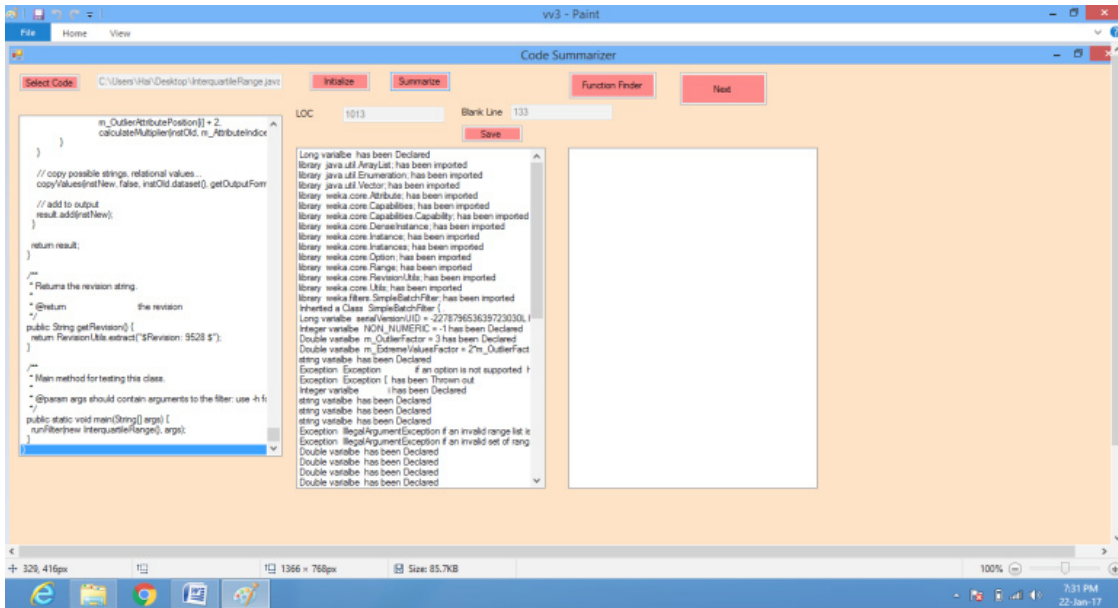 vv3 - Paint
File Home View
Code Summarizer
Select Code C:\Users\Hai\Desktop\InterquartileRange.java Initialize Summarize Function Finder Next
LOC 1013 Blank Line 133
Save
m_OutlierAttributePosition[i] + 2,
calculateMultiplier(instOld, m_AttributeIndice
}
}
// copy possible strings, relational values...
copyValues(instNew, false, instOld.dataset(), getOutputForm
// add to output
result.add(instNew);
}
return result;
}
/**
* Returns the revision string.
*
* @return the revision
*/
public String getRevision() {
return RevisionUtils.extract("$Revision: 9528 $");
}
/**
* Main method for testing this class.
*
* @param args should contain arguments to the filter: use -h fo
*/
public static void main(String[] args) {
runFilter(new InterquartileRange(), args);
}
}
Long varialbe has been Declared
library java.util.ArrayList; has been imported
library java.util.Enumeration; has been imported
library java.util.Vector; has been imported
library weka.core.Attribute; has been imported
library weka.core.Capabilities; has been imported
library weka.core.Capabilities.Capability; has been imported
library weka.core.DenseInstance; has been imported
library weka.core.Instance; has been imported
library weka.core.Instances; has been imported
library weka.core.Option; has been imported
library weka.core.Range; has been imported
library weka.core.RevisionUtils; has been imported
library weka.core.Utils; has been imported
library weka.filters.SimpleBatchFilter; has been imported
Inherited a Class SimpleBatchFilter {..
Long varialbe serialVersionUID = -227879653639723030L
Integer varialbe NON_NUMERIC = -1 has been Declared
Double varialbe m_OutlierFactor = 3 has been Declared
Double varialbe m_ExtremeValuesFactor = 2*m_OutlierFact
string varialbe has been Declared
Exception Exception if an option is not supported h
Exception Exception { has been Thrown out
Integer varialbe i has been Declared
string varialbe has been Declared
string varialbe has been Declared
string varialbe has been Declared
Exception IllegalArgumentException if an invalid range list is
Exception IllegalArgumentException if an invalid set of rang
Double varialbe has been Declared
Double varialbe has been Declared
Double varialbe has been Declared
Double varialbe has been Declared
329, 416px 1366 × 768px Size: 85.7KB 100%
7:31 PM
22-Jan-17